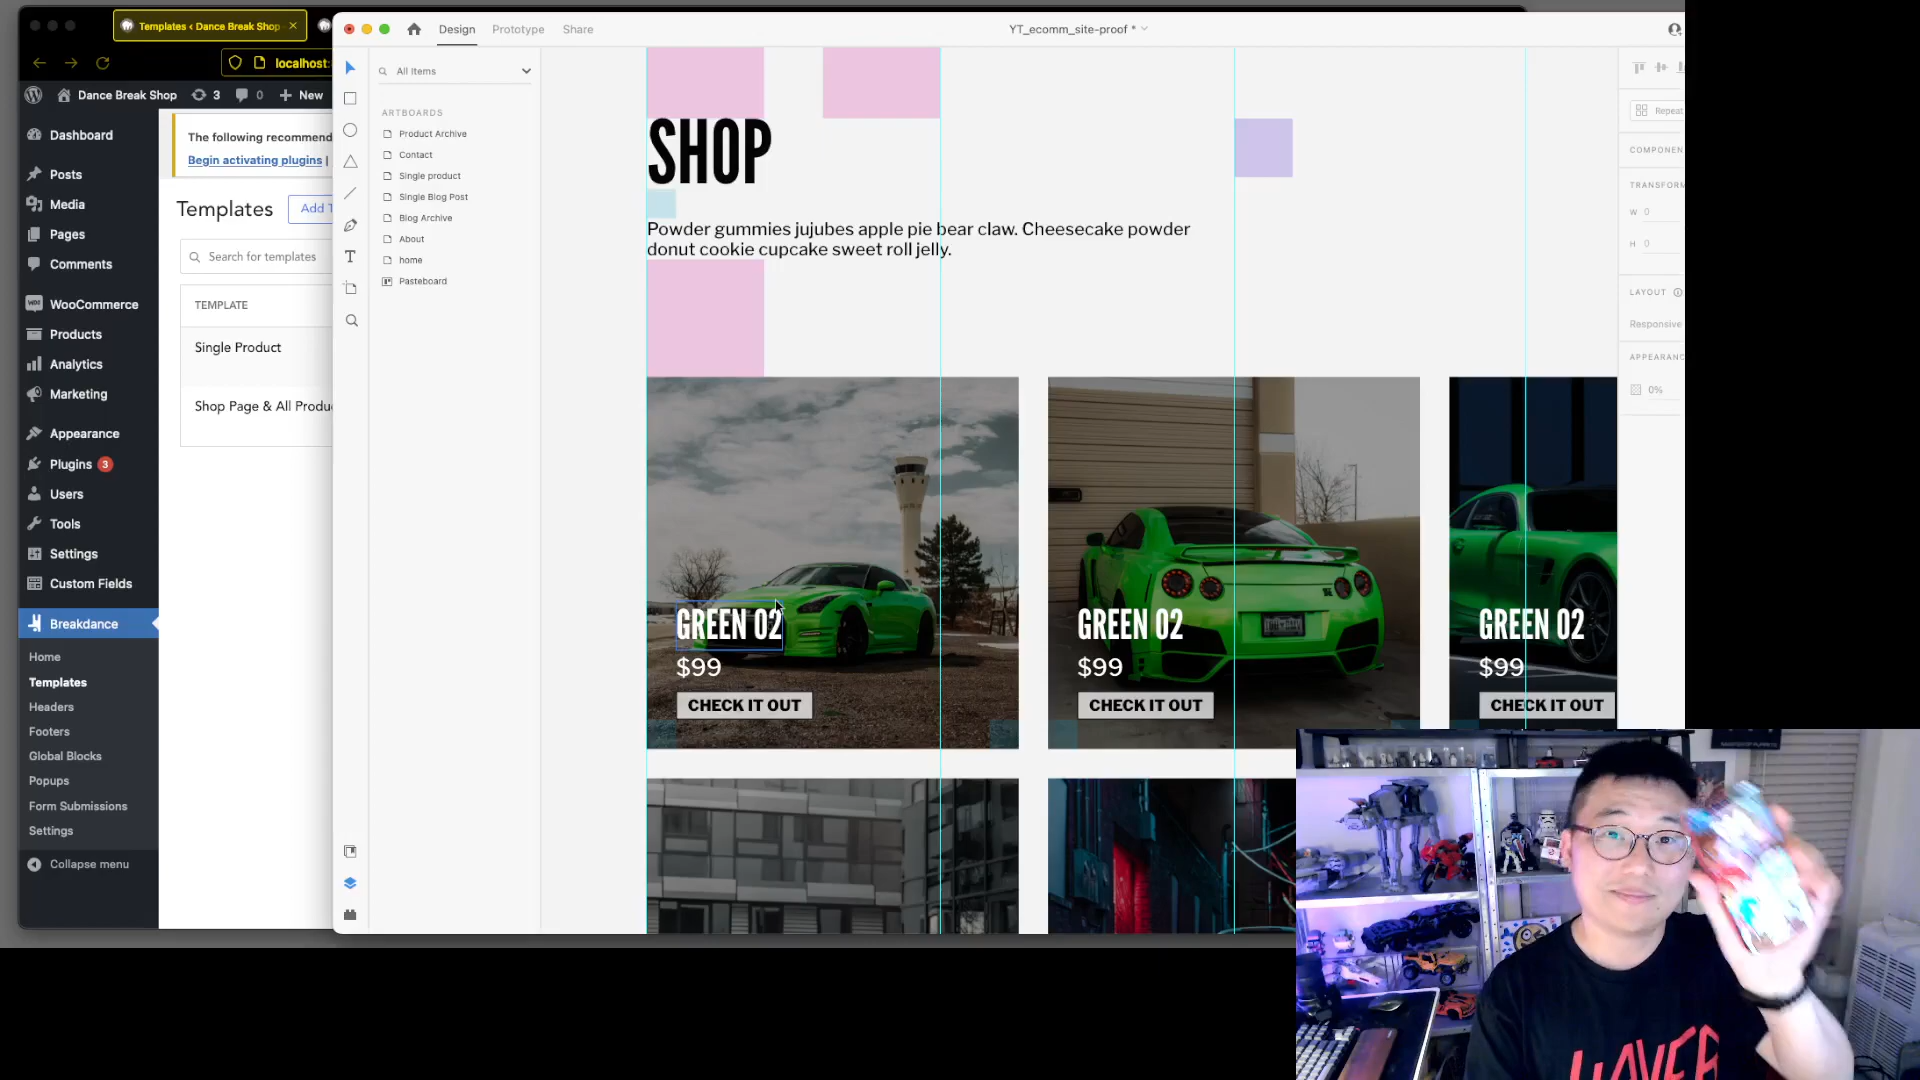 Templates ‹ Dance Break Shop
localhost:
Dance Break Shop
3
0
New
Dashboard
Posts
Media
Pages
Comments
WooCommerce
Products
Analytics
Marketing
Appearance
Plugins 3
Users
Tools
Settings
Custom Fields
Breakdance
Home
Templates
Headers
Footers
Global Blocks
Popups
Form Submissions
Settings
Collapse menu
The following recommend
Begin activating plugins |
Templates
Add T
Search for templates
TEMPLATE
Single Product
Shop Page & All Produ
Design
Prototype
Share
YT_ecomm_site-proof *
All Items
ARTBOARDS
Product Archive
Contact
Single product
Single Blog Post
Blog Archive
About
home
Pasteboard
SHOP
Powder gummies jujubes apple pie bear claw. Cheesecake powder
donut cookie cupcake sweet roll jelly.
GREEN 02
$99
CHECK IT OUT
GREEN 02
$99
CHECK IT OUT
GREEN 02
$99
CHECK IT OUT
Repeat
COMPONEN
TRANSFORM
W 0
H 0
LAYOUT
Responsive
APPEARANC
0%